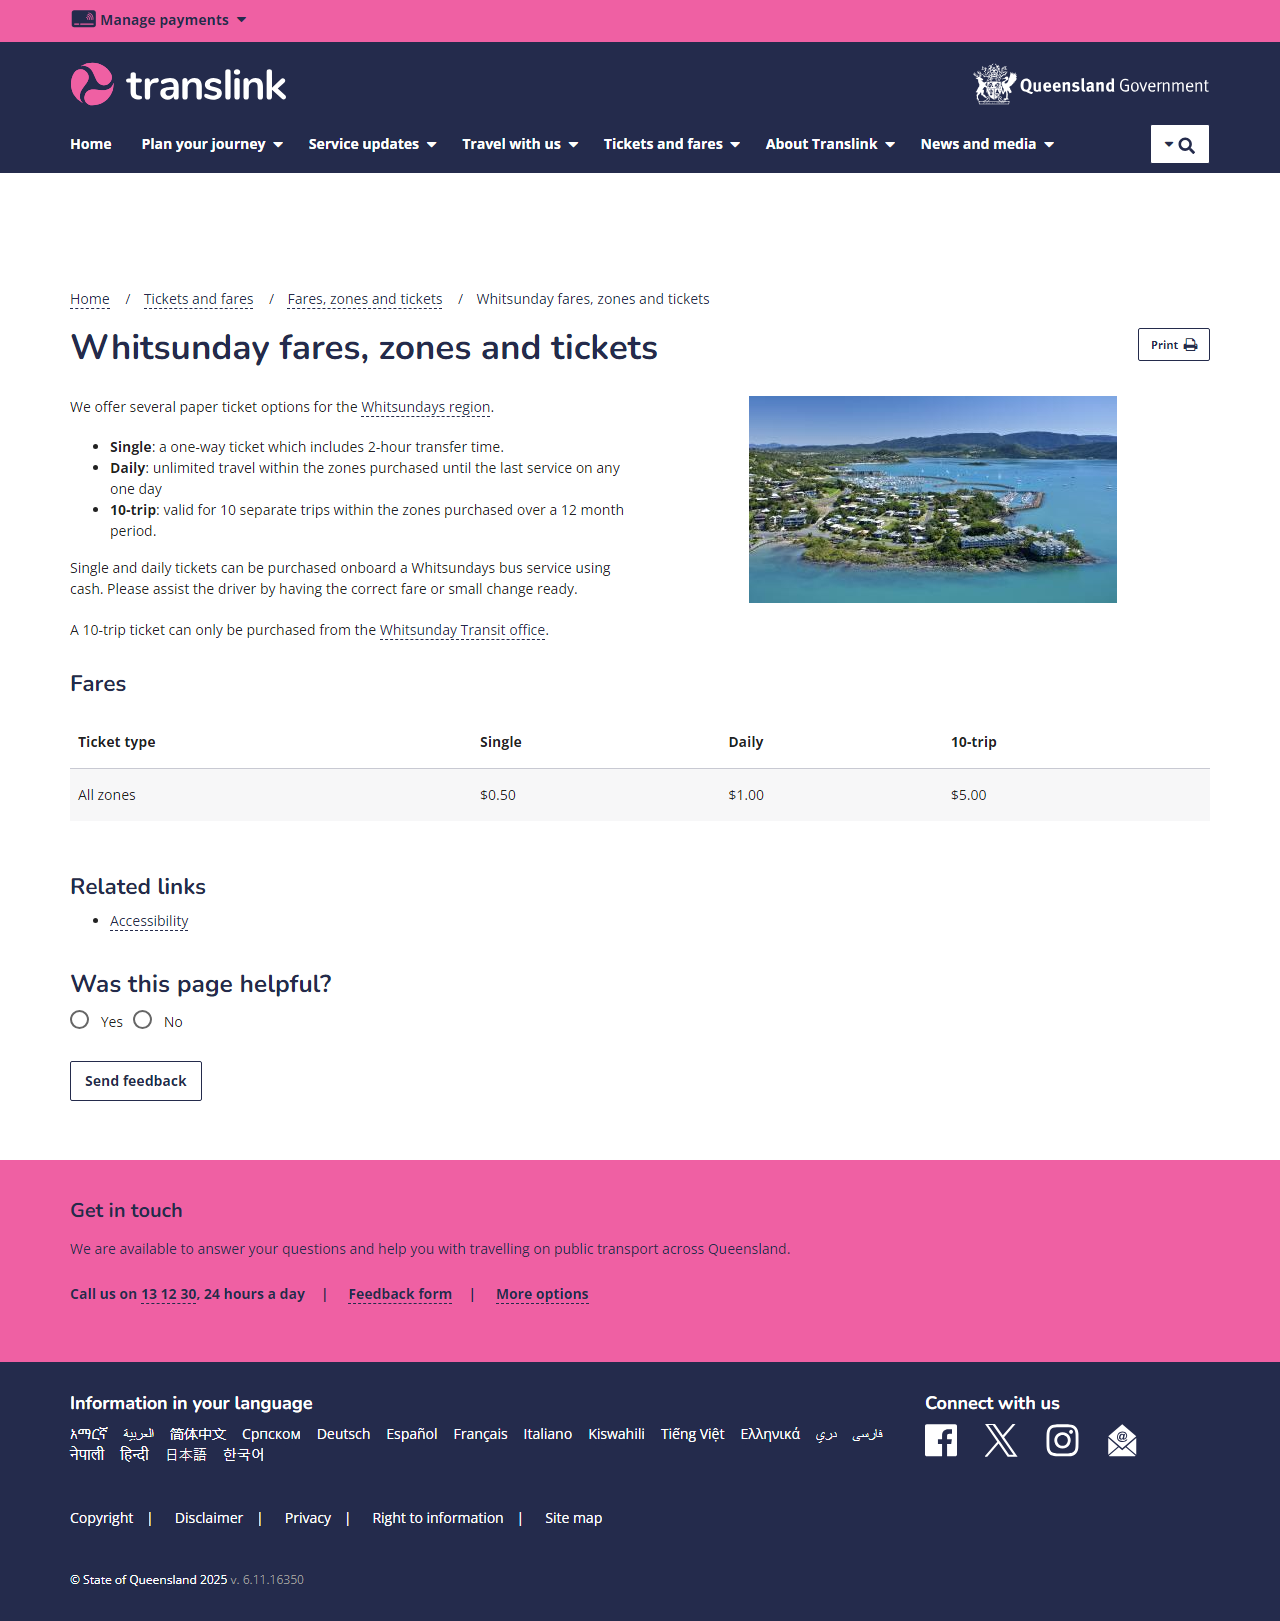 Manage payments
translink
Queensland Government
Home Plan your journey Service updates Travel with us Tickets and fares About Translink News and media
Home / Tickets and fares / Fares, zones and tickets / Whitsunday fares, zones and tickets
Whitsunday fares, zones and tickets
Print
We offer several paper ticket options for the Whitsundays region.
• Single: a one-way ticket which includes 2-hour transfer time.
• Daily: unlimited travel within the zones purchased until the last service on any
one day
• 10-trip: valid for 10 separate trips within the zones purchased over a 12 month
period.
Single and daily tickets can be purchased onboard a Whitsundays bus service using
cash. Please assist the driver by having the correct fare or small change ready.
A 10-trip ticket can only be purchased from the Whitsunday Transit office.
Fares
Ticket type Single Daily 10-trip
All zones $0.50 $1.00 $5.00
Related links
• Accessibility
Was this page helpful?
Yes No
Send feedback
Get in touch
We are available to answer your questions and help you with travelling on public transport across Queensland.
Call us on 13 12 30, 24 hours a day | Feedback form | More options
Information in your language
አማርኛ العربية 简体中文 Српском Deutsch Español Français Italiano Kiswahili Tiếng Việt Ελληνικά دري فارسی
नेपाली हिन्दी 日本語 한국어
Connect with us
Copyright | Disclaimer | Privacy | Right to information | Site map
© State of Queensland 2025 v. 6.11.16350